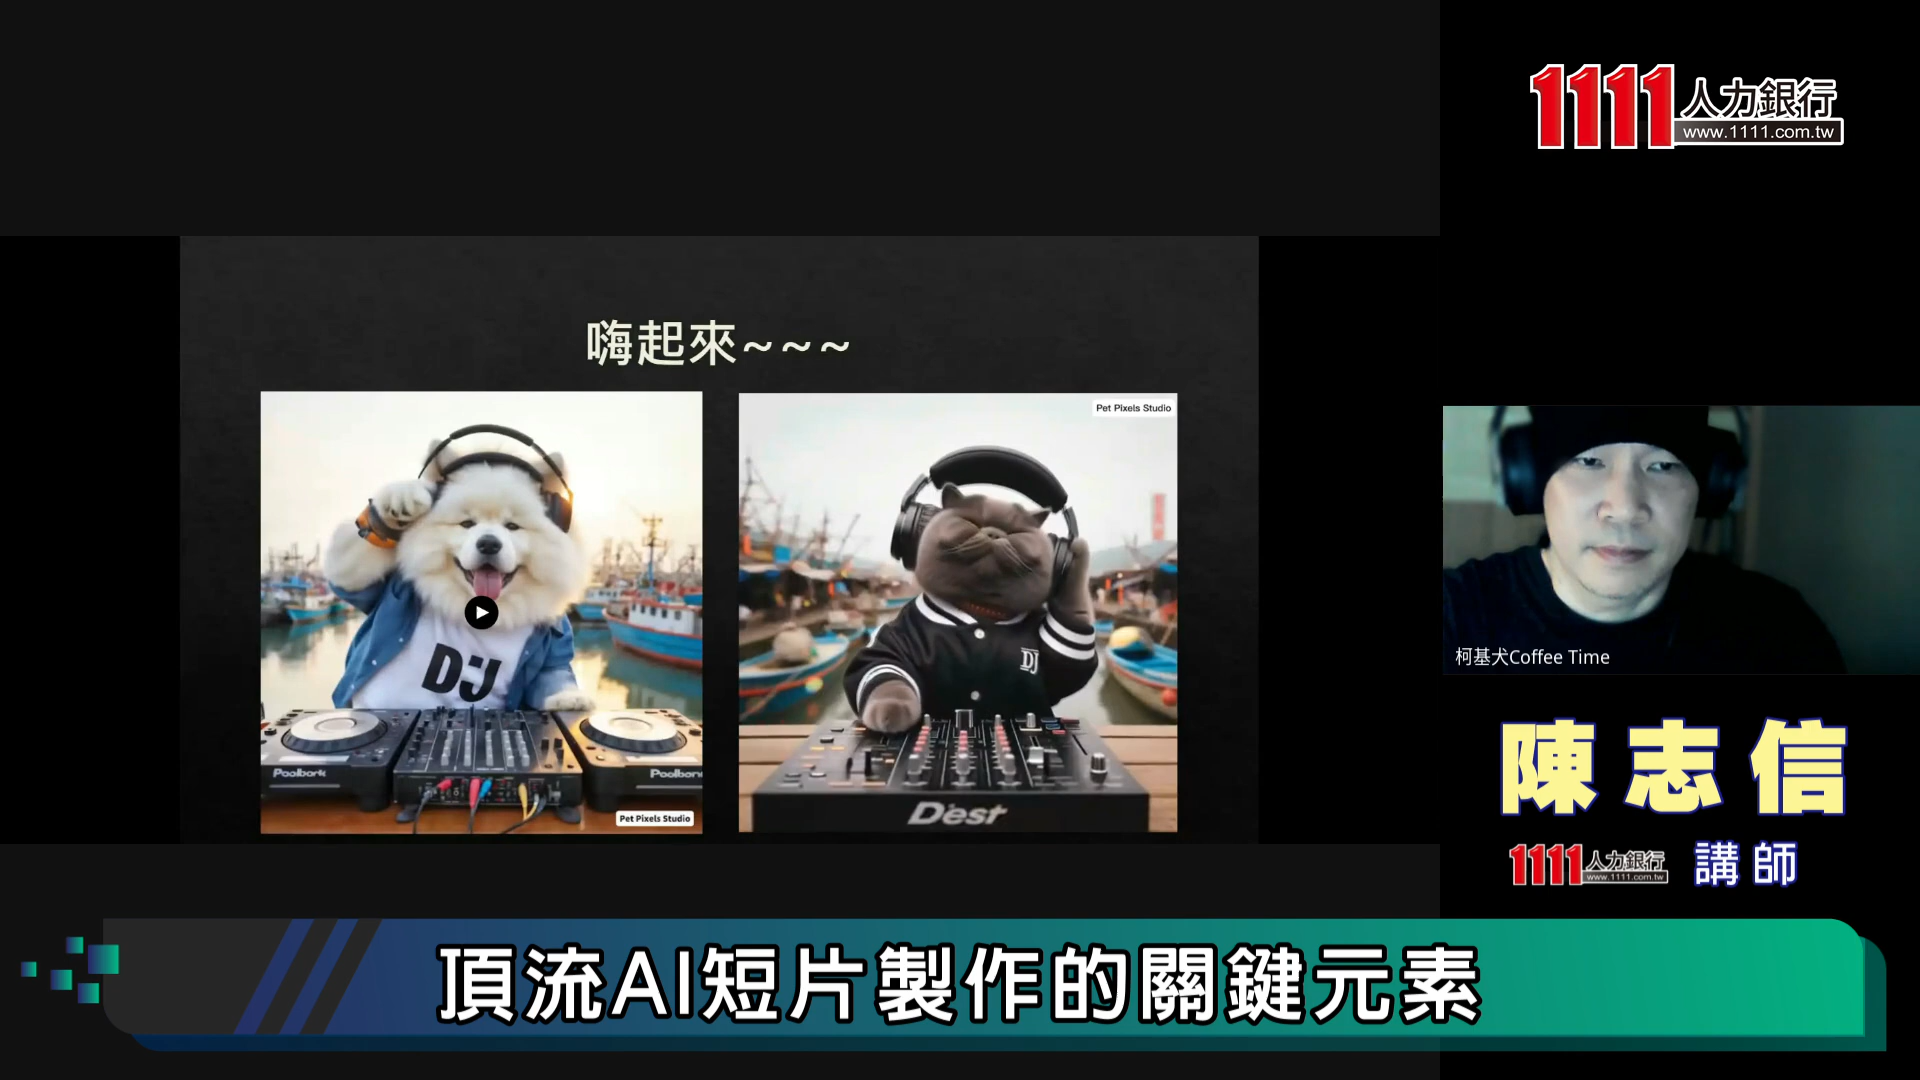 1111人力銀行
www.1111.com.tw
嗨起來~~~
Pet Pixels Studio
DJ
DJ
Poolbork
Poolbork
Pet Pixels Studio
D'est
柯基犬Coffee Time
陳志信
1111人力銀行
www.1111.com.tw
講師
頂流AI短片製作的關鍵元素